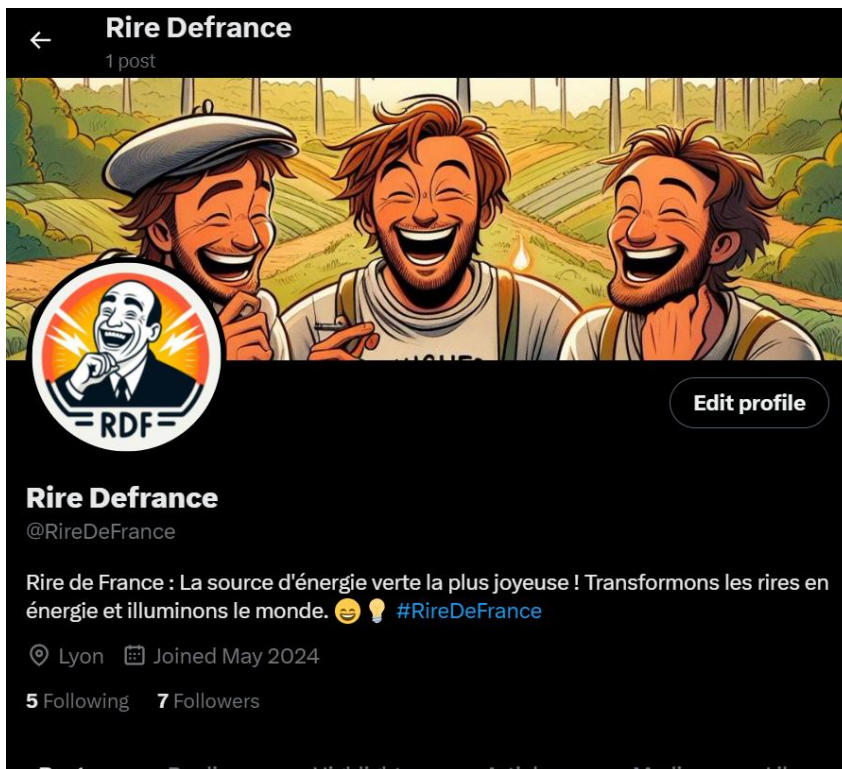 Rire Defrance
1 post
RDF
Edit profile
Rire Defrance
@RireDeFrance
Rire de France : La source d'énergie verte la plus joyeuse ! Transformons les rires en
énergie et illuminons le monde. 😄 💡 #RireDeFrance
Lyon Joined May 2024
5 Following 7 Followers